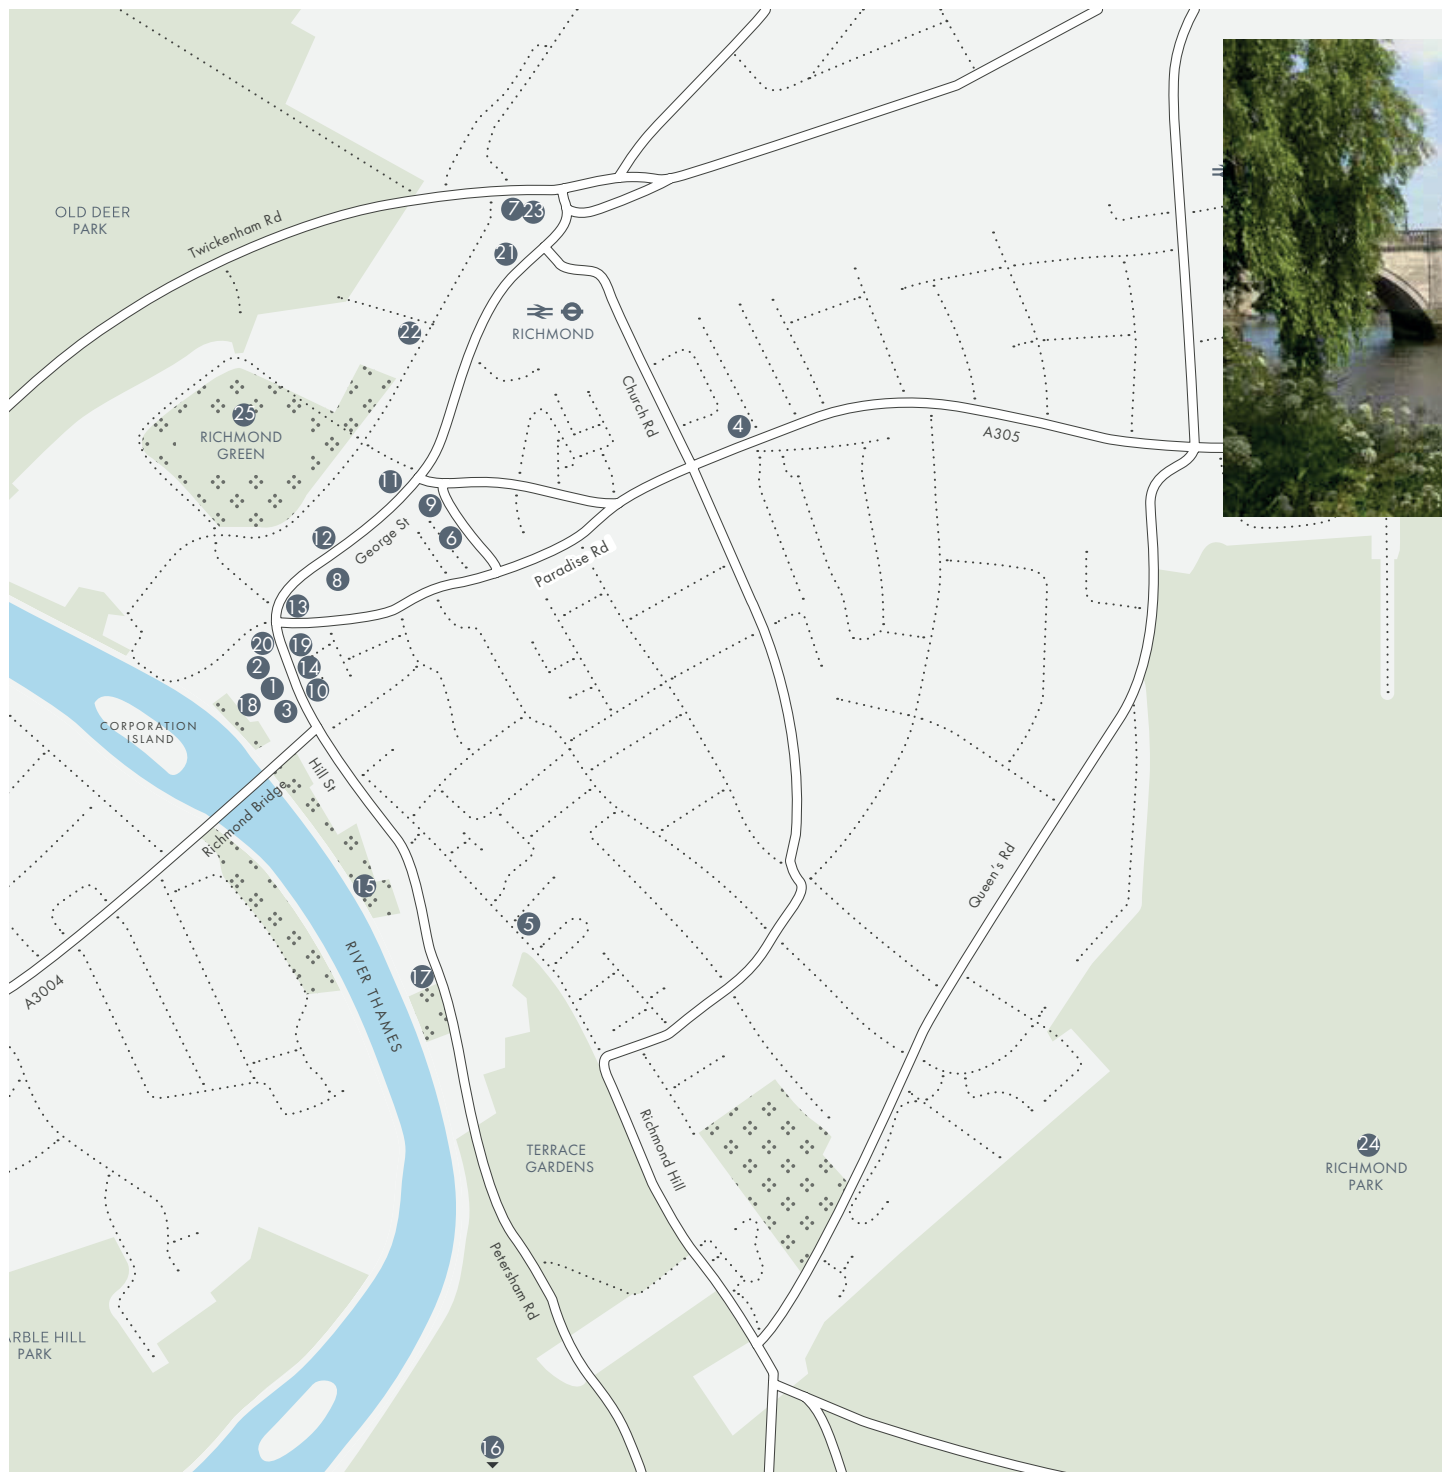 OLD DEER
PARK
Twickenham Rd
7
23
21
22
RICHMOND
Church Rd
4
A305
25
RICHMOND
GREEN
11
9
12
George St
6
8
Paradise Rd
13
20
19
2
14
1
10
18
3
CORPORATION
ISLAND
Hill St
Richmond Bridge
15
Queen's Rd
5
17
A3004
RIVER THAMES
Richmond Hill
TERRACE
GARDENS
24
RICHMOND
PARK
Petersham Rd
ARBLE HILL
PARK
16